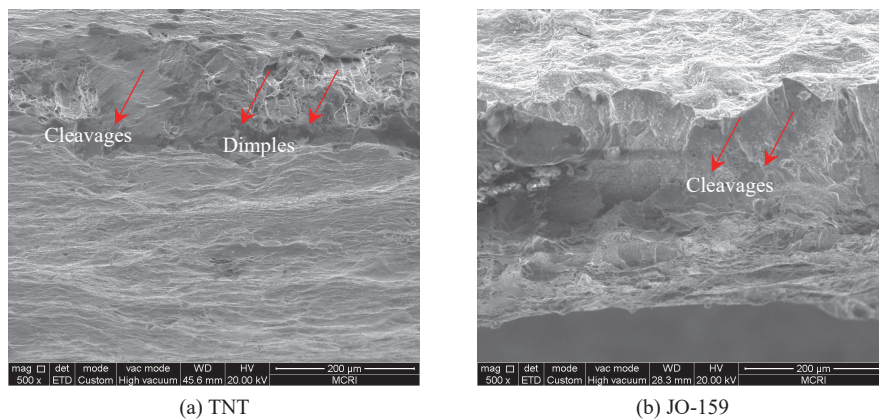 Cleavages
Dimples
mag □ det mode vac mode WD HV 200 µm
500 x ETD Custom High vacuum 45.6 mm 20.00 kV MCRI
(a) TNT
Cleavages
mag □ det mode vac mode WD HV 200 µm
500 x ETD Custom High vacuum 28.3 mm 20.00 kV MCRI
(b) JO-159